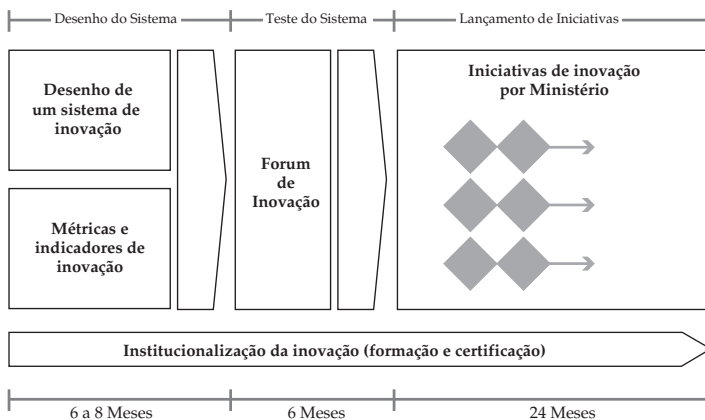 Desenho do Sistema
Teste do Sistema
Lançamento de Iniciativas
Desenho de
um sistema de
inovação
Métricas e
indicadores de
inovação
Forum
de
Inovação
Iniciativas de inovação
por Ministério
Institucionalização da inovação (formação e certificação)
6 a 8 Meses
6 Meses
24 Meses